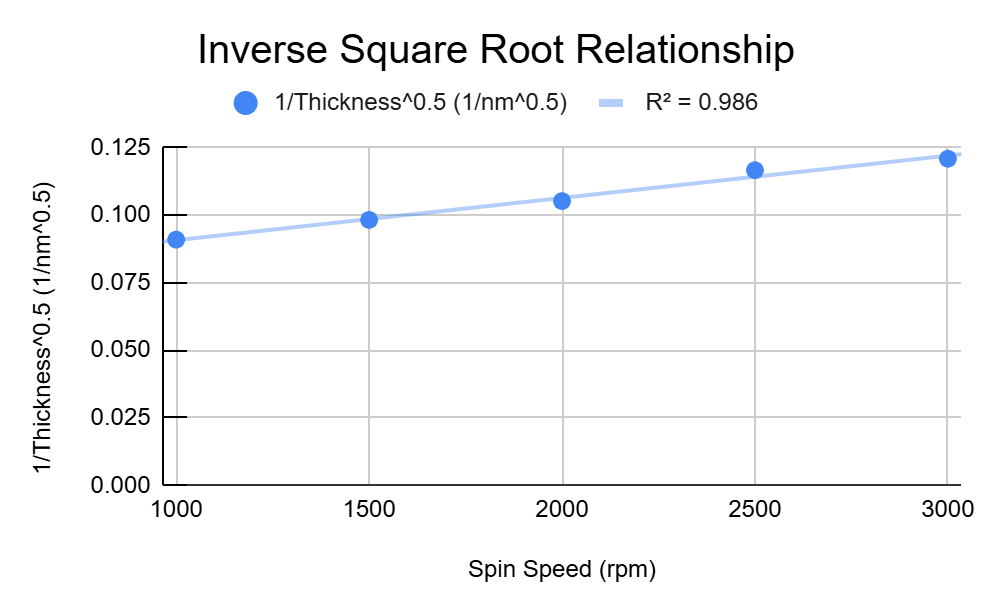 Inverse Square Root Relationship
1/Thickness^0.5 (1/nm^0.5)
R² = 0.986
1/Thickness^0.5 (1/nm^0.5)
0.125
0.100
0.075
0.050
0.025
0.000
1000 1500 2000 2500 3000
Spin Speed (rpm)